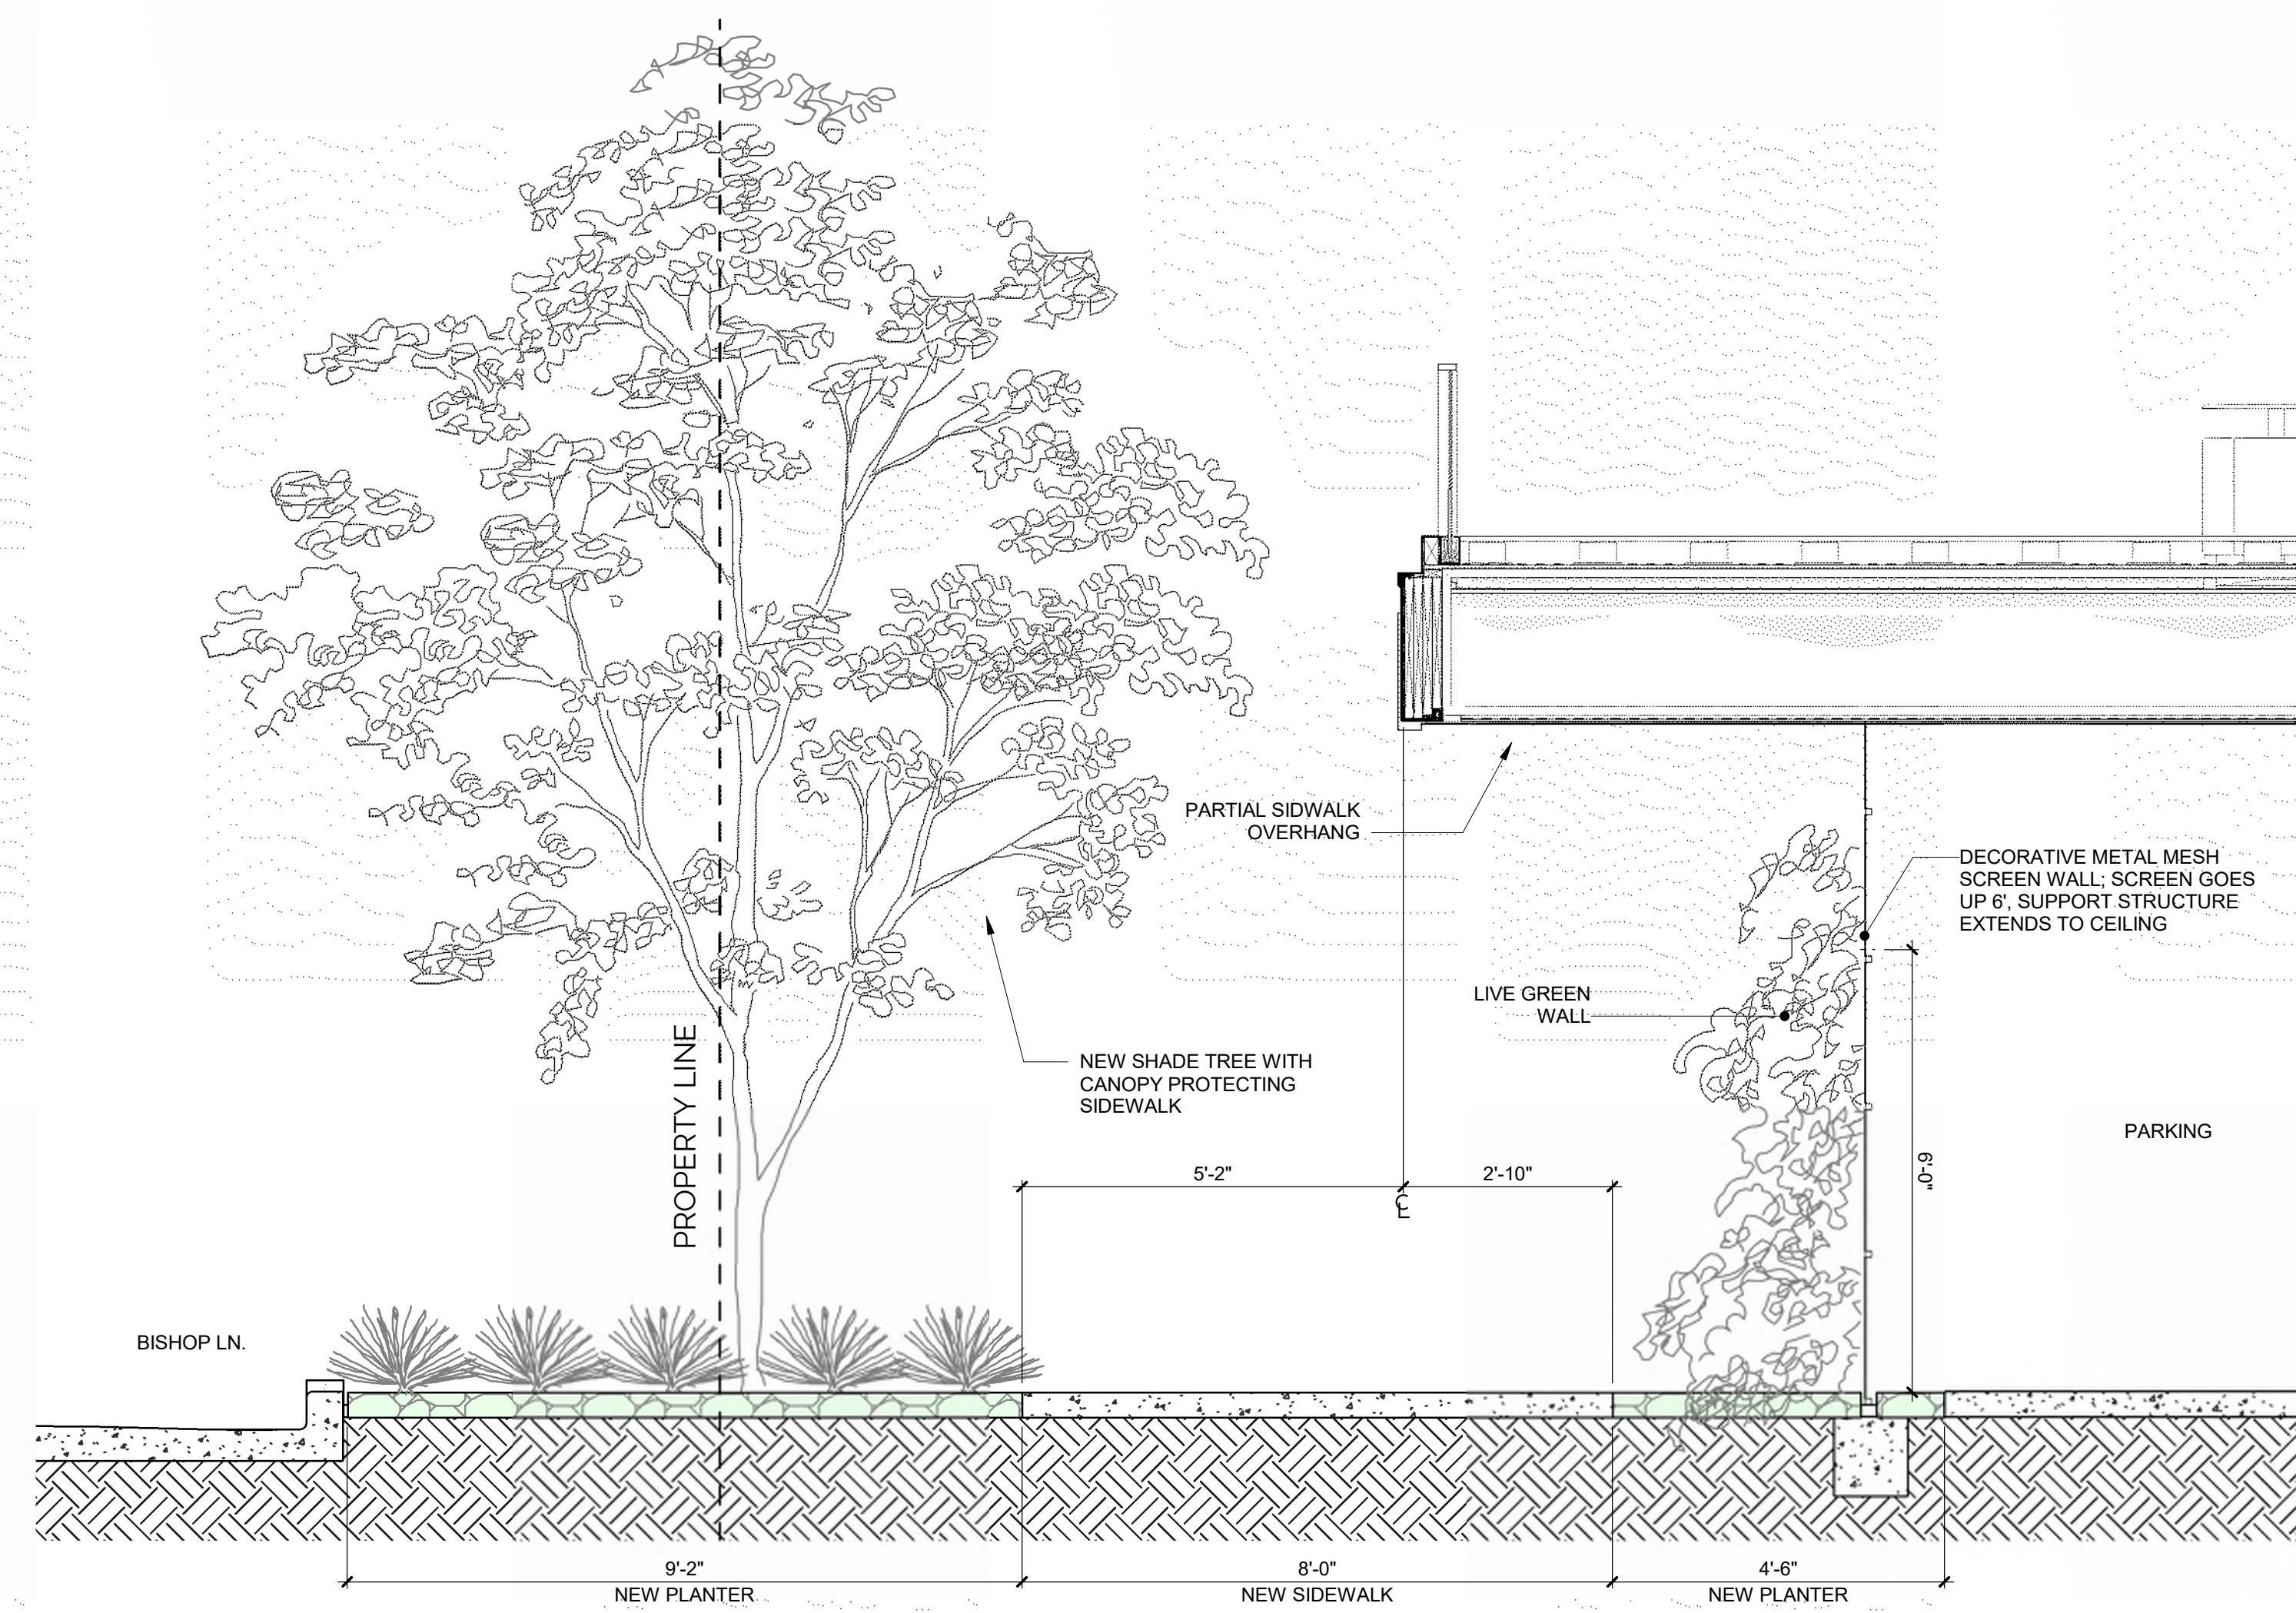 PROPERTY LINE
PARTIAL SIDWALK
OVERHANG
DECORATIVE METAL MESH
SCREEN WALL; SCREEN GOES
UP 6', SUPPORT STRUCTURE
EXTENDS TO CEILING
LIVE GREEN
WALL
NEW SHADE TREE WITH
CANOPY PROTECTING
SIDEWALK
PARKING
5'-2"
2'-10"
6'-0"
℄
BISHOP LN.
9'-2"
NEW PLANTER
8'-0"
NEW SIDEWALK
4'-6"
NEW PLANTER